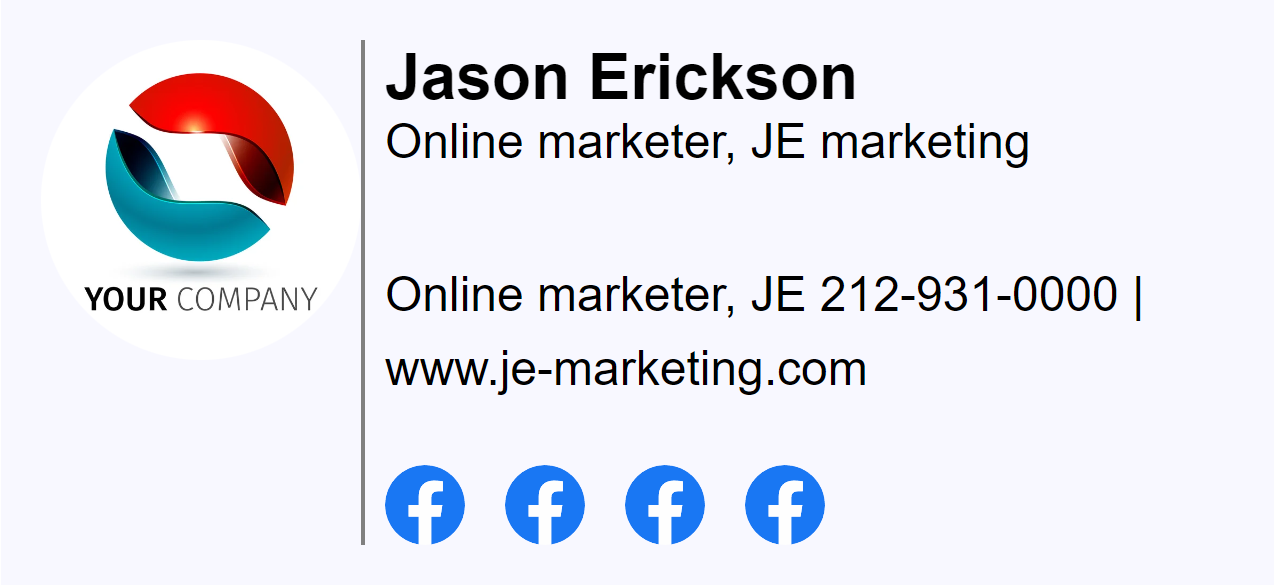 YOUR COMPANY
Jason Erickson
Online marketer, JE marketing
Online marketer, JE 212-931-0000 |
www.je-marketing.com